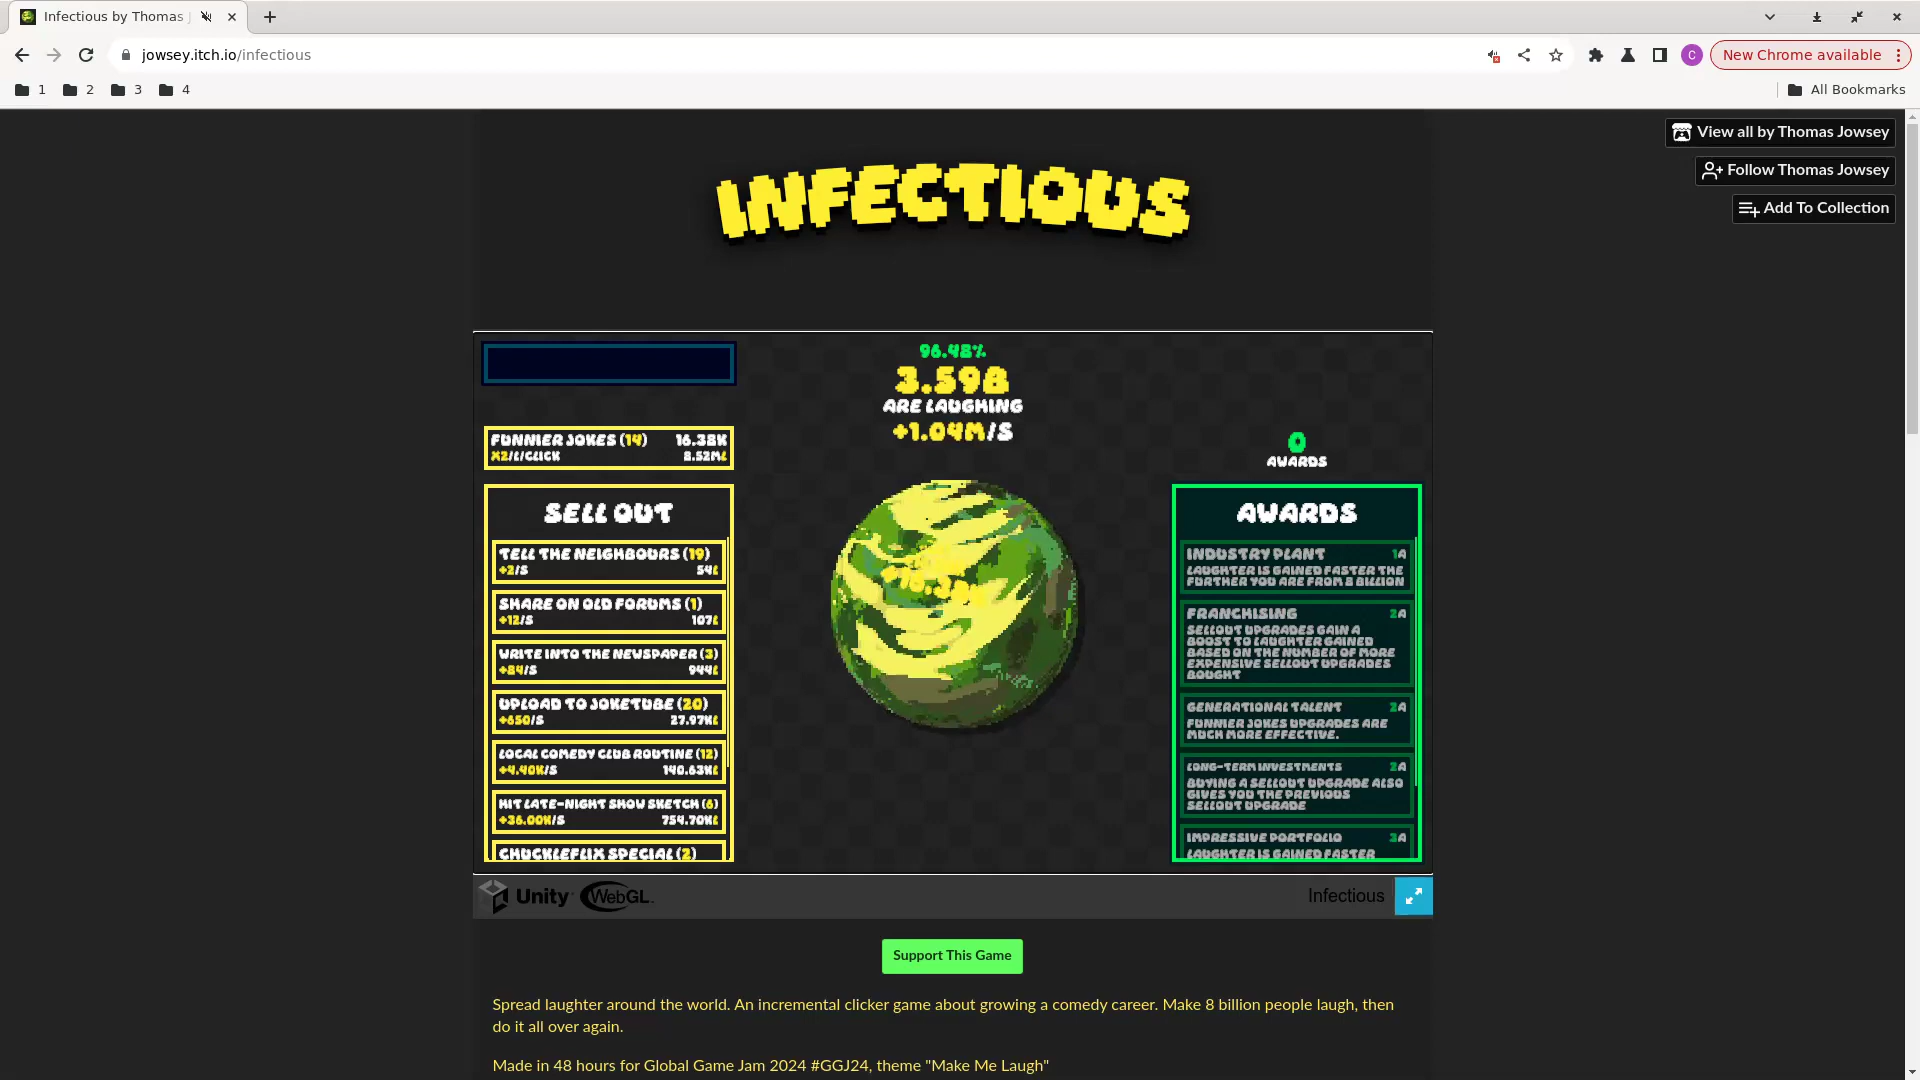 Infectious by Thomas J
jowsey.itch.io/infectious
New Chrome available
C
1
2
3
4
All Bookmarks
View all by Thomas Jowsey
Follow Thomas Jowsey
Add To Collection
INFECTIOUS
96.48%
3.598
ARE LAUGHING
+1.04M/S
FUNNIER JOKES (14) 16.38K
X2/L/CLICK 8.52ML
0
AWARDS
SELL OUT
TELL THE NEIGHBOURS (19)
+2/S 54L
SHARE ON OLD FORUMS (1)
+12/S 107L
WRITE INTO THE NEWSPAPER (3)
+84/S 944L
UPLOAD TO JOKETUBE (20)
+650/S 27.97KL
LOCAL COMEDY CLUB ROUTINE (12)
+4.40K/S 140.63KL
HIT LATE-NIGHT SHOW SKETCH (6)
+36.00K/S 754.70KL
CHUCKLEFLIX SPECIAL (2)
AWARDS
INDUSTRY PLANT 1A
LAUGHTER IS GAINED FASTER THE
FURTHER YOU ARE FROM 8 BILLION
FRANCHISING 2A
SELLOUT UPGRADES GAIN A
BOOST TO LAUGHTER GAINED
BASED ON THE NUMBER OF MORE
EXPENSIVE SELLOUT UPGRADES
BOUGHT
GENERATIONAL TALENT 2A
FUNNIER JOKES UPGRADES ARE
MUCH MORE EFFECTIVE.
LONG-TERM INVESTMENTS 2A
BUYING A SELLOUT UPGRADE ALSO
GIVES YOU THE PREVIOUS
SELLOUT UPGRADE
IMPRESSIVE PORTFOLIO 3A
LAUGHTER IS GAINED FASTER
Unity WebGL
Infectious
Support This Game
Spread laughter around the world. An incremental clicker game about growing a comedy career. Make 8 billion people laugh, then
do it all over again.
Made in 48 hours for Global Game Jam 2024 #GGJ24, theme "Make Me Laugh"